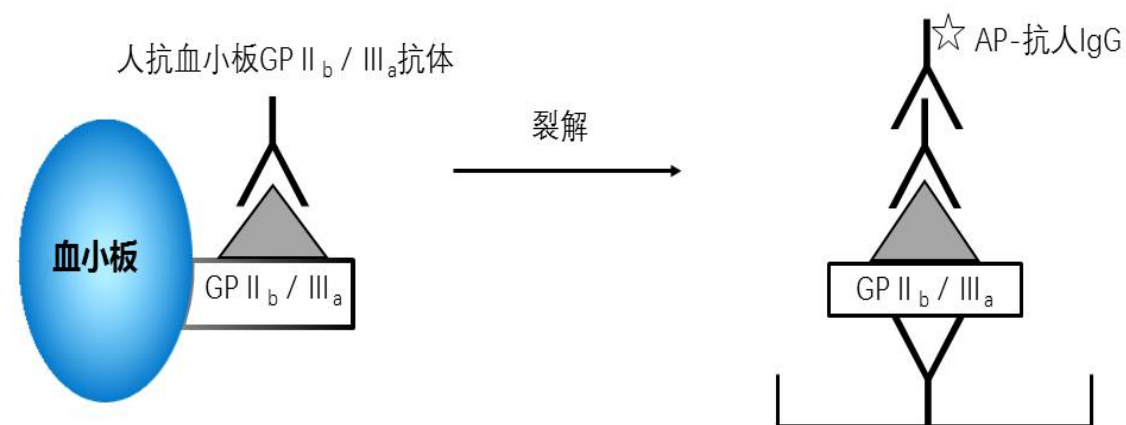 人抗血小板GPⅡb / Ⅲa抗体
血小板
GPⅡb / Ⅲa
裂解
☆ AP-抗人IgG
GPⅡb / Ⅲa